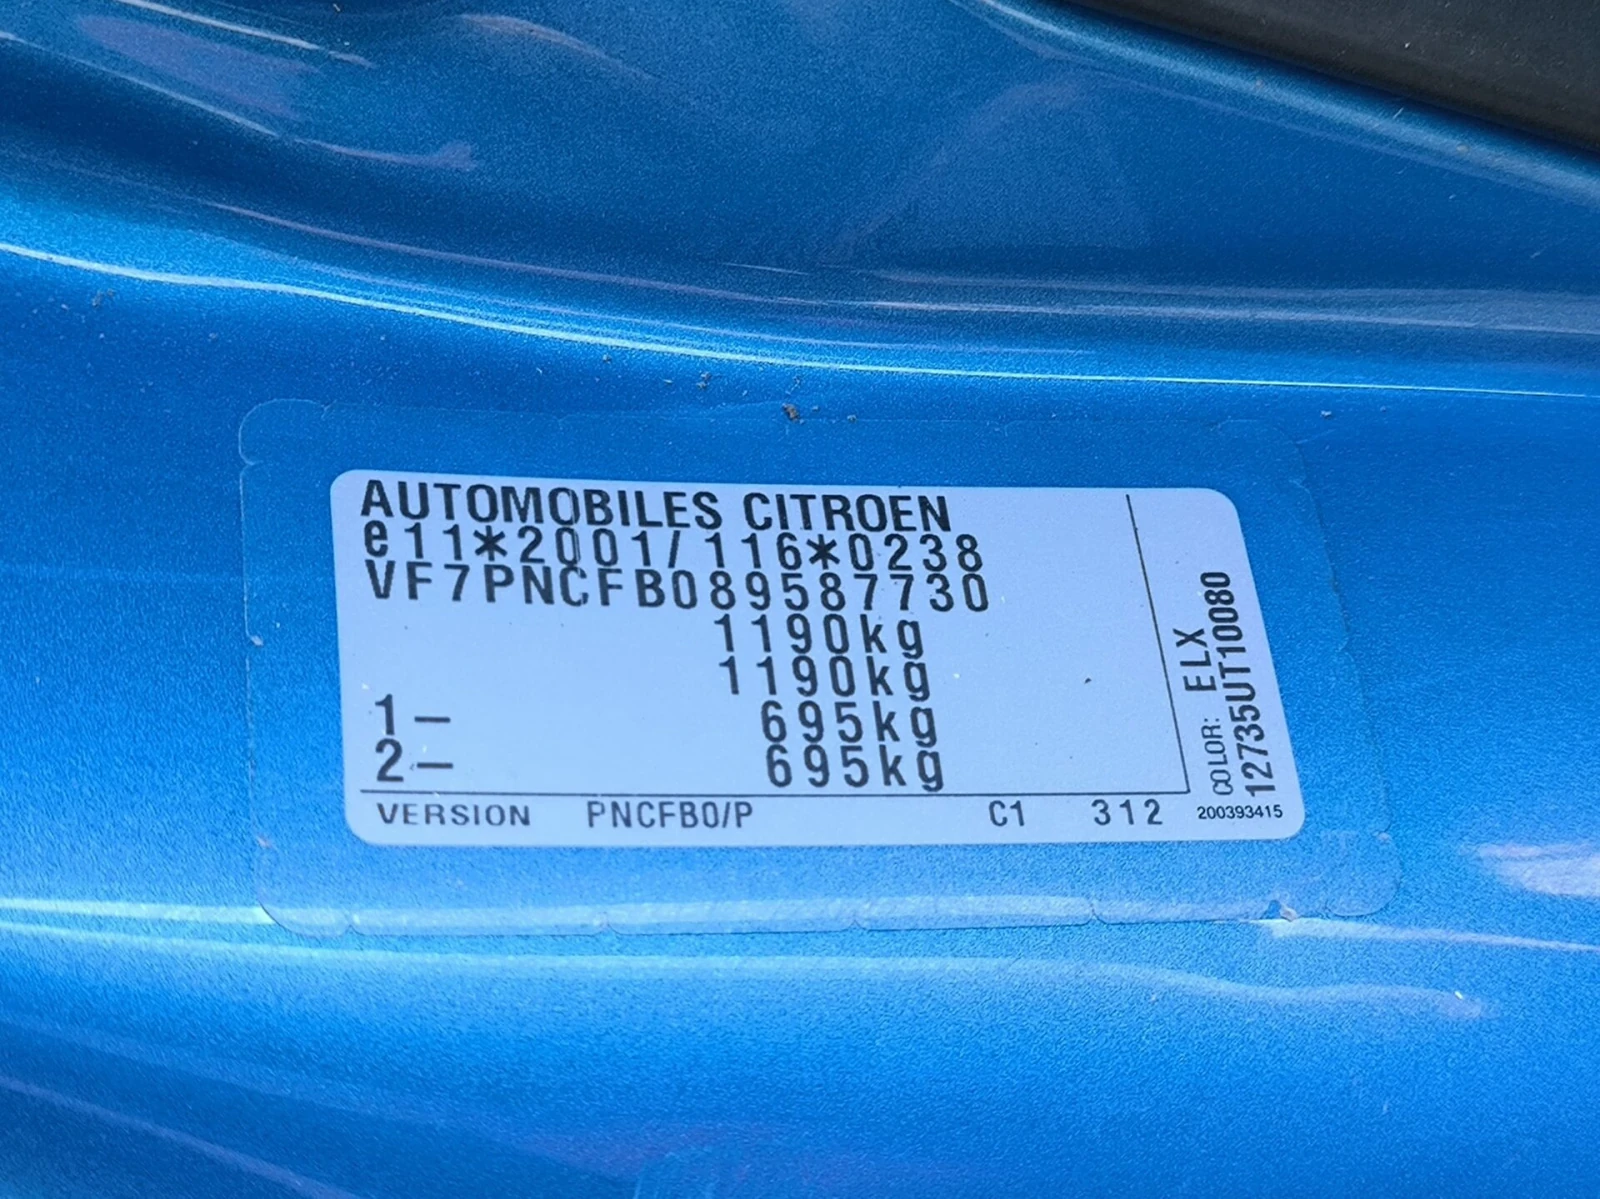 AUTOMOBILES CITROEN
e11*2001/116*0238
VF7PNCFB089587730
1190kg
1190kg
1- 695kg
2- 695kg
VERSION PNCFB0/P C1 312
COLOR: ELX
12735UT10080
200393415